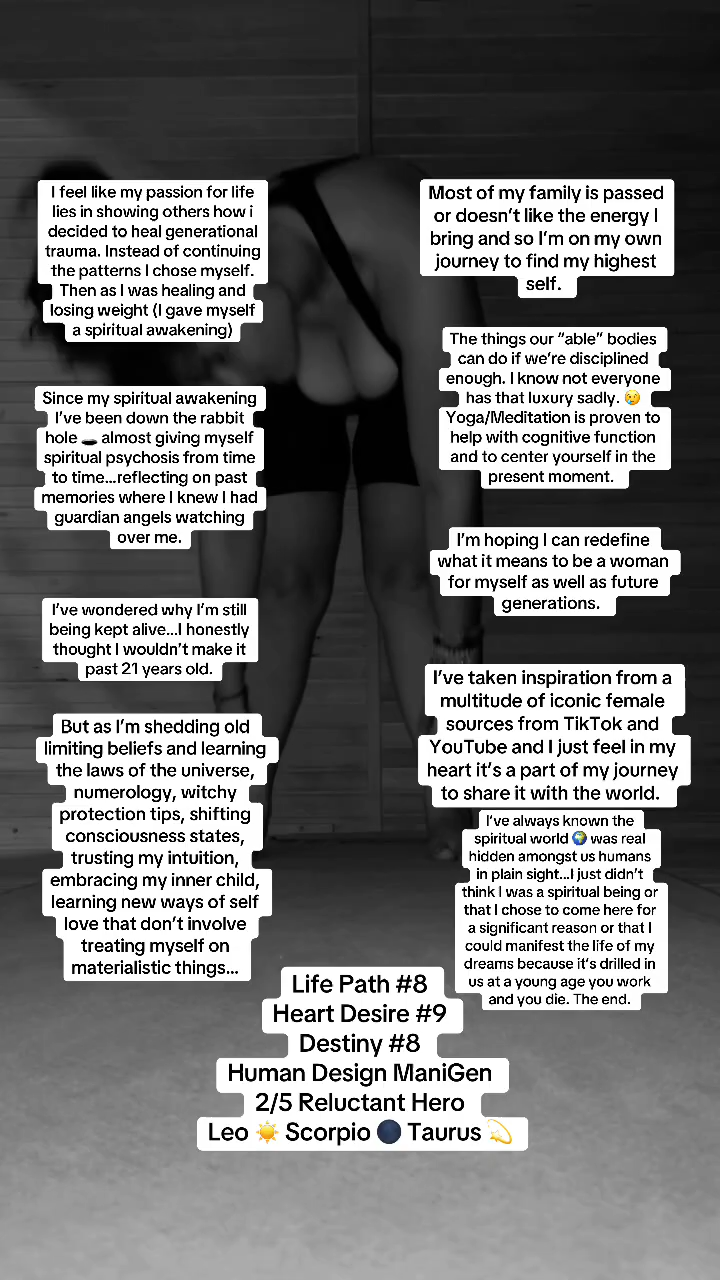 I feel like my passion for life
lies in showing others how i
decided to heal generational
trauma. Instead of continuing
the patterns I chose myself.
Then as I was healing and
losing weight (I gave myself
a spiritual awakening)
Since my spiritual awakening
I've been down the rabbit
hole 🕳️ almost giving myself
spiritual psychosis from time
to time...reflecting on past
memories where I knew I had
guardian angels watching
over me.
I've wondered why I'm still
being kept alive...I honestly
thought I wouldn't make it
past 21 years old.
But as I'm shedding old
limiting beliefs and learning
the laws of the universe,
numerology, witchy
protection tips, shifting
consciousness states,
trusting my intuition,
embracing my inner child,
learning new ways of self
love that don't involve
treating myself on
materialistic things...
Most of my family is passed
or doesn't like the energy I
bring and so I'm on my own
journey to find my highest
self.
The things our "able" bodies
can do if we're disciplined
enough. I know not everyone
has that luxury sadly. 😢
Yoga/Meditation is proven to
help with cognitive function
and to center yourself in the
present moment.
I'm hoping I can redefine
what it means to be a woman
for myself as well as future
generations.
I've taken inspiration from a
multitude of iconic female
sources from TikTok and
YouTube and I just feel in my
heart it's a part of my journey
to share it with the world.
I've always known the
spiritual world 🌍 was real
hidden amongst us humans
in plain sight...I just didn't
think I was a spiritual being or
that I chose to come here for
a significant reason or that I
could manifest the life of my
dreams because it's drilled in
us at a young age you work
and you die. The end.
Life Path #8
Heart Desire #9
Destiny #8
Human Design ManiGen
2/5 Reluctant Hero
Leo ☀️ Scorpio 🌑 Taurus 💫